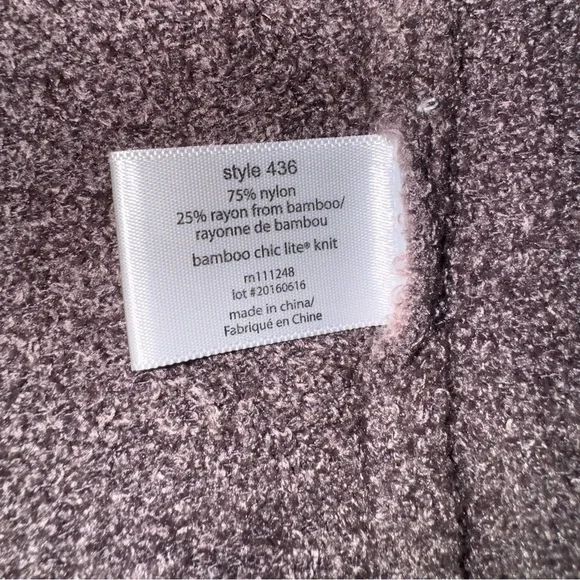 style 436
75% nylon
25% rayon from bamboo/
rayonne de bambou
bamboo chic lite® knit
rn111248
lot #20160616
made in china/
Fabriqué en Chine